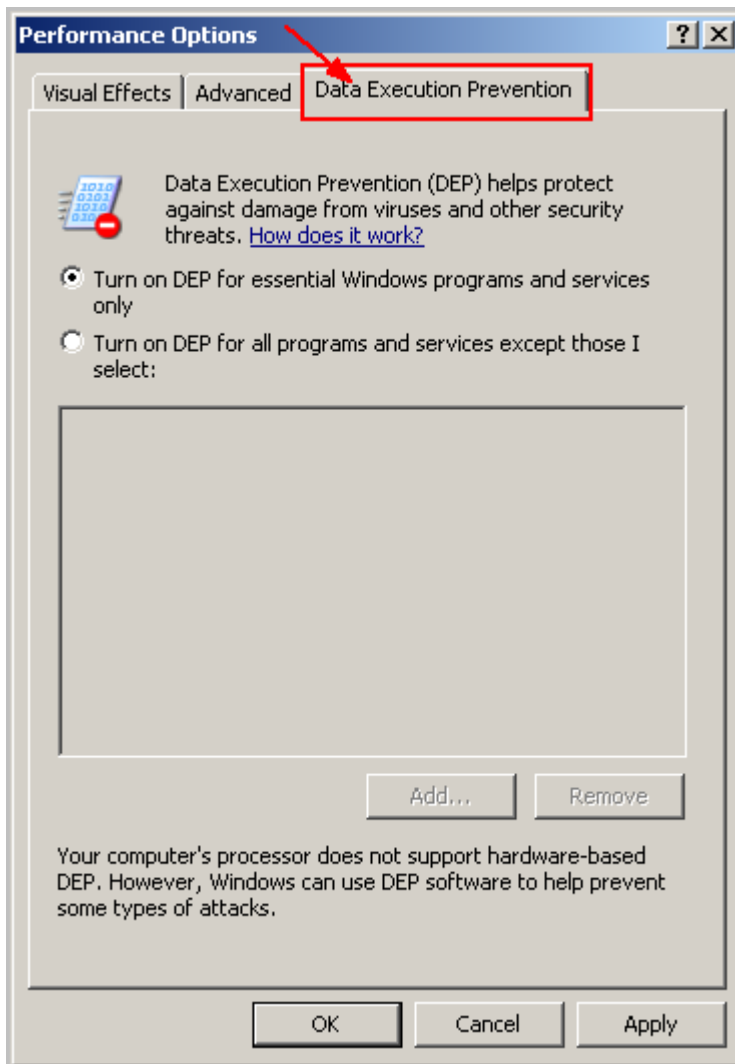 Performance Options
Visual Effects Advanced Data Execution Prevention
1010
0101
1010
010
Data Execution Prevention (DEP) helps protect
against damage from viruses and other security
threats. How does it work?
Turn on DEP for essential Windows programs and services
only
Turn on DEP for all programs and services except those I
select:
Add... Remove
Your computer's processor does not support hardware-based
DEP. However, Windows can use DEP software to help prevent
some types of attacks.
OK Cancel Apply